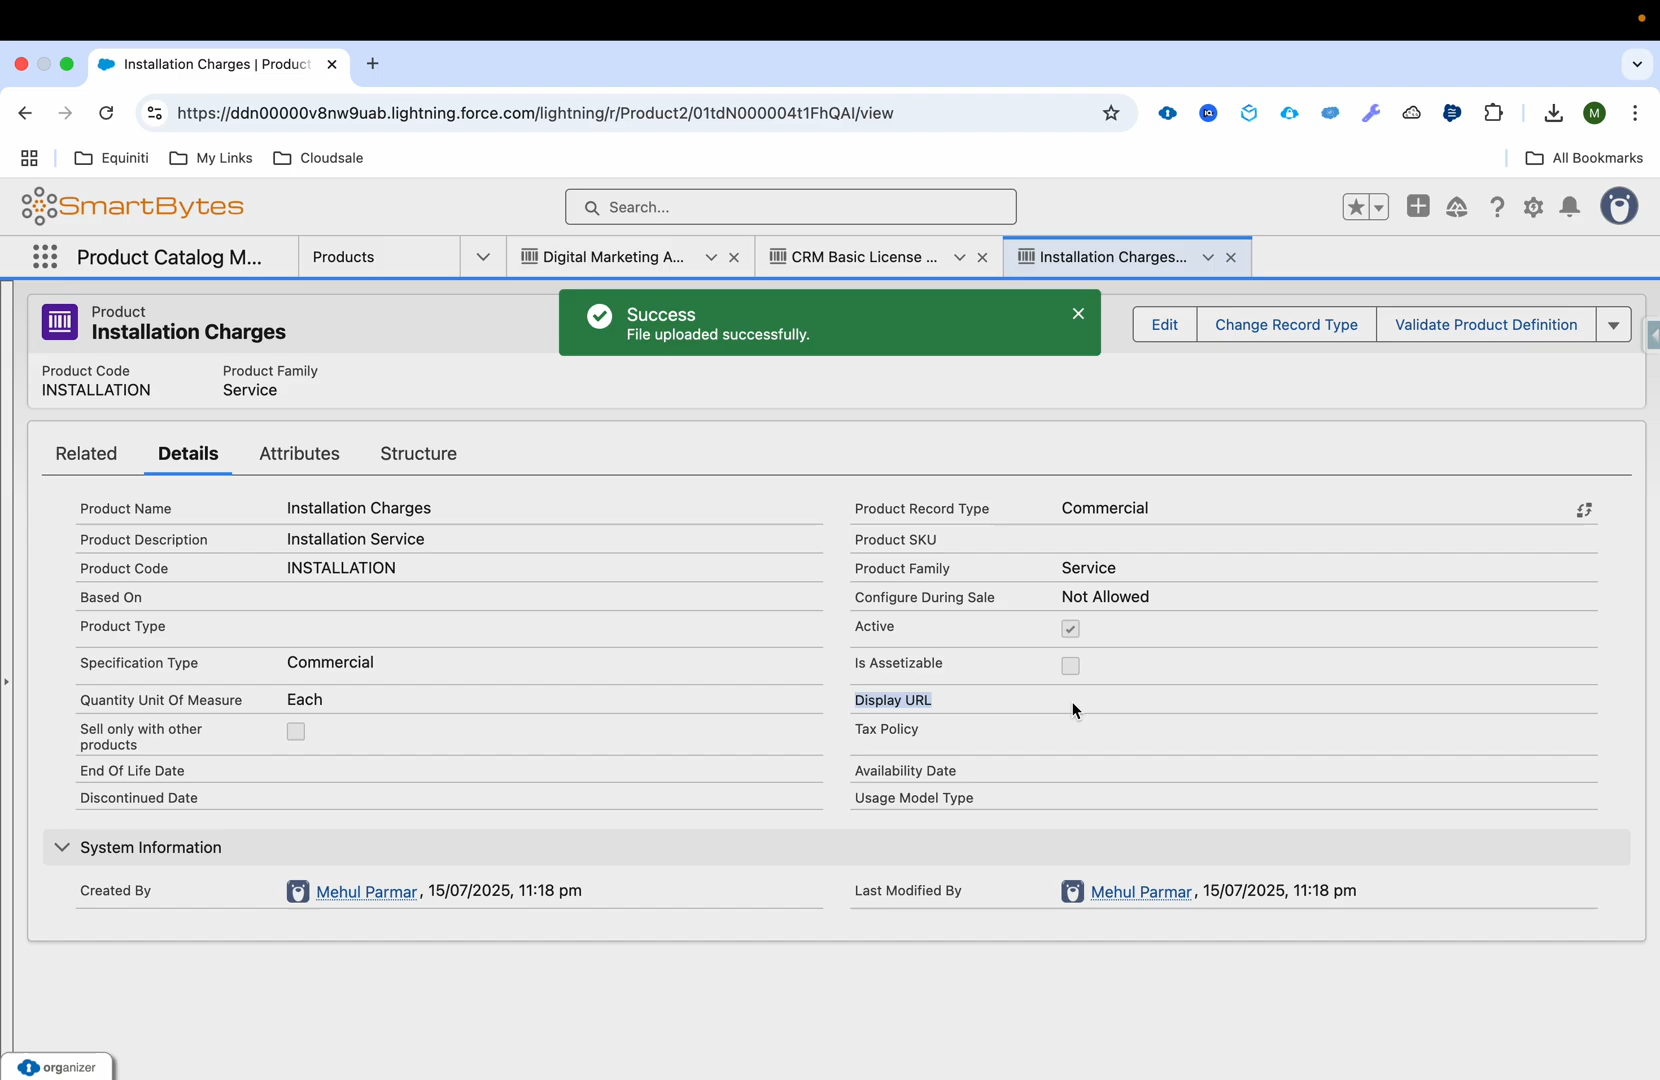 Installation Charges | Product
https://ddn00000v8nw9uab.lightning.force.com/lightning/r/Product2/01tdN000004t1FhQAI/view
M
Equiniti
My Links
Cloudsale
All Bookmarks
SmartBytes
Search...
Product Catalog M...
Products
Digital Marketing A...
CRM Basic License ...
Installation Charges...
Product
Installation Charges
Success
File uploaded successfully.
Edit
Change Record Type
Validate Product Definition
Product Code
Product Family
INSTALLATION
Service
Related
Details
Attributes
Structure
Product Name Installation Charges
Product Record Type Commercial
Product Description Installation Service
Product SKU
Product Code INSTALLATION
Product Family Service
Based On
Configure During Sale Not Allowed
Product Type
Active
Specification Type Commercial
Is Assetizable
Quantity Unit Of Measure Each
Display URL
Sell only with other
products
Tax Policy
End Of Life Date
Availability Date
Discontinued Date
Usage Model Type
System Information
Created By Mehul Parmar, 15/07/2025, 11:18 pm
Last Modified By Mehul Parmar, 15/07/2025, 11:18 pm
organizer